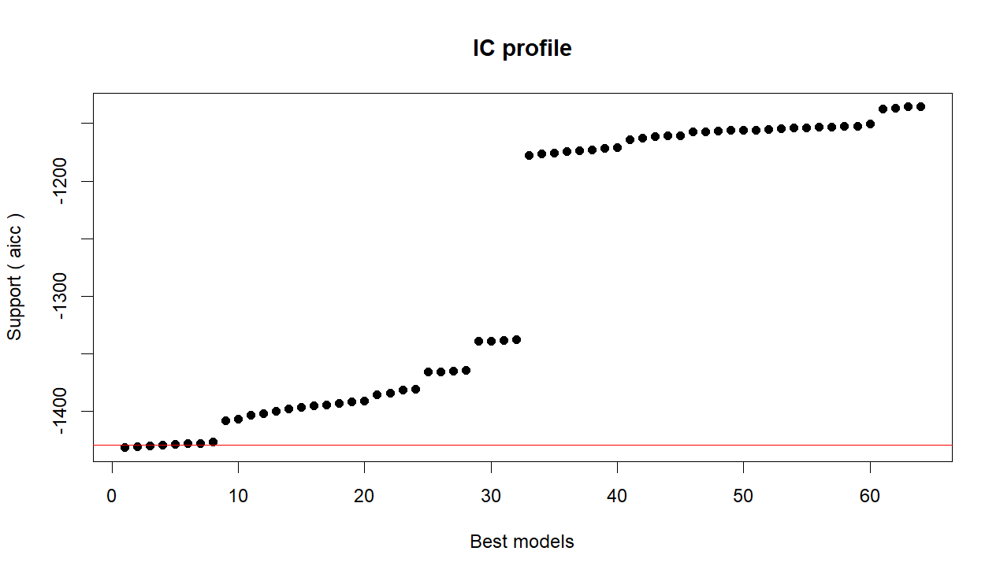 IC profile
Support ( aicc )
-1200
-1300
-1400
0 10 20 30 40 50 60
Best models